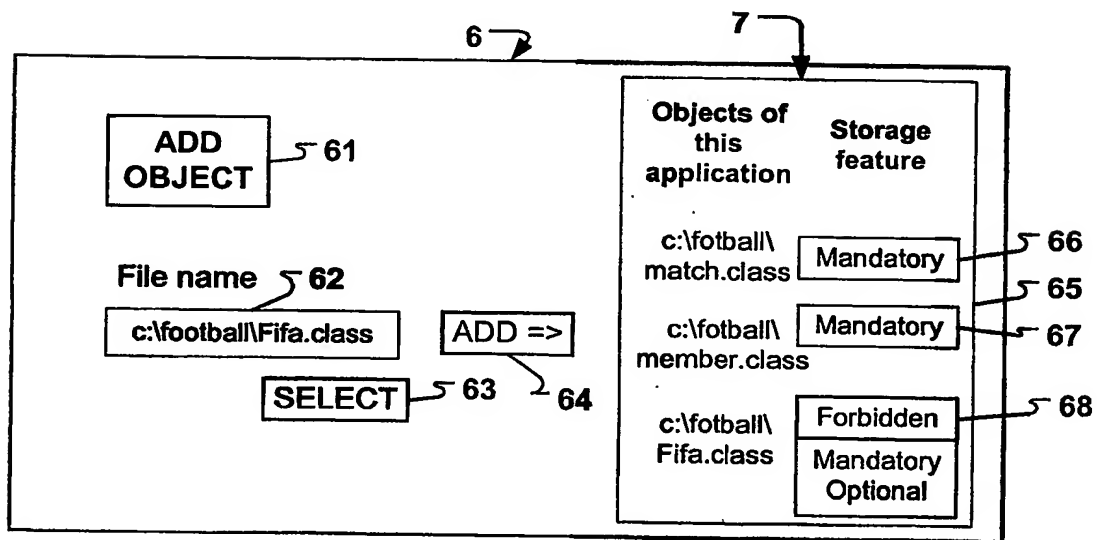 6
7
ADD
OBJECT
61
File name
62
c:\football\Fifa.class
ADD =>
SELECT
63
64
Objects of
this
application
Storage
feature
c:\fotball\
match.class
Mandatory
66
65
c:\fotball\
member.class
Mandatory
67
c:\fotball\
Fifa.class
Forbidden
68
Mandatory
Optional